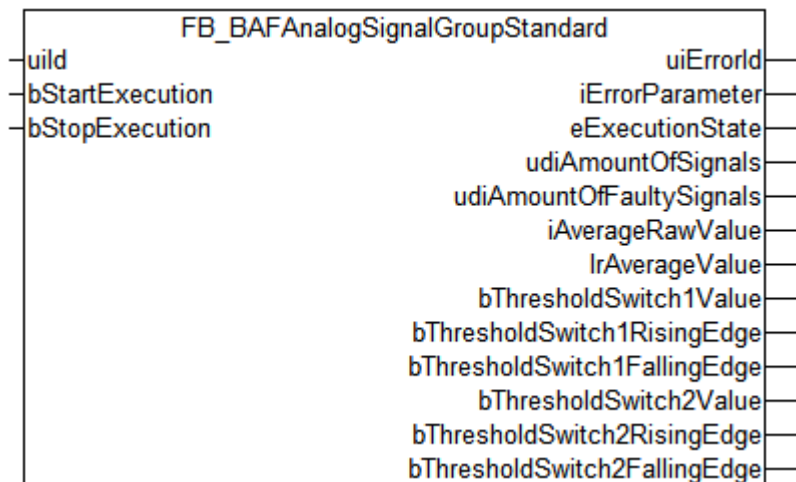 FB_BAFAnalogSignalGroupStandard
uiId uiErrorId
bStartExecution iErrorParameter
bStopExecution eExecutionState
udiAmountOfSignals
udiAmountOfFaultySignals
iAverageRawValue
lrAverageValue
bThresholdSwitch1Value
bThresholdSwitch1RisingEdge
bThresholdSwitch1FallingEdge
bThresholdSwitch2Value
bThresholdSwitch2RisingEdge
bThresholdSwitch2FallingEdge